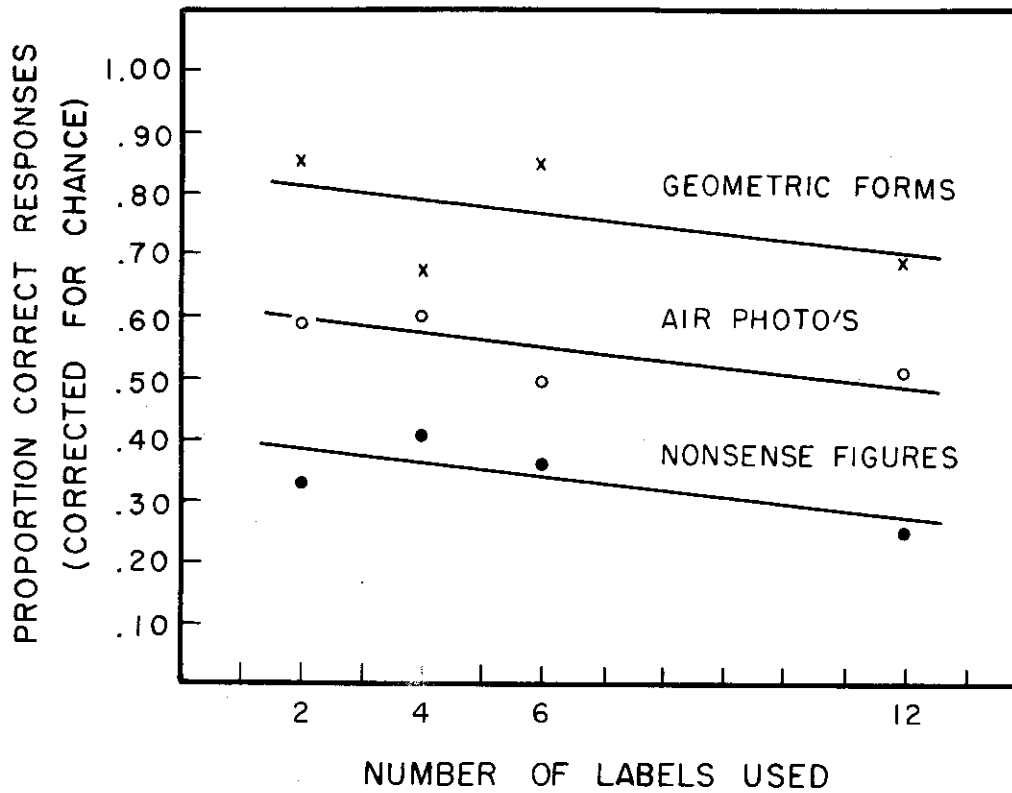 PROPORTION CORRECT RESPONSES
(CORRECTED FOR CHANCE)
1.00
.90
.80
.70
.60
.50
.40
.30
.20
.10
GEOMETRIC FORMS
AIR PHOTO'S
NONSENSE FIGURES
2 4 6 12
NUMBER OF LABELS USED